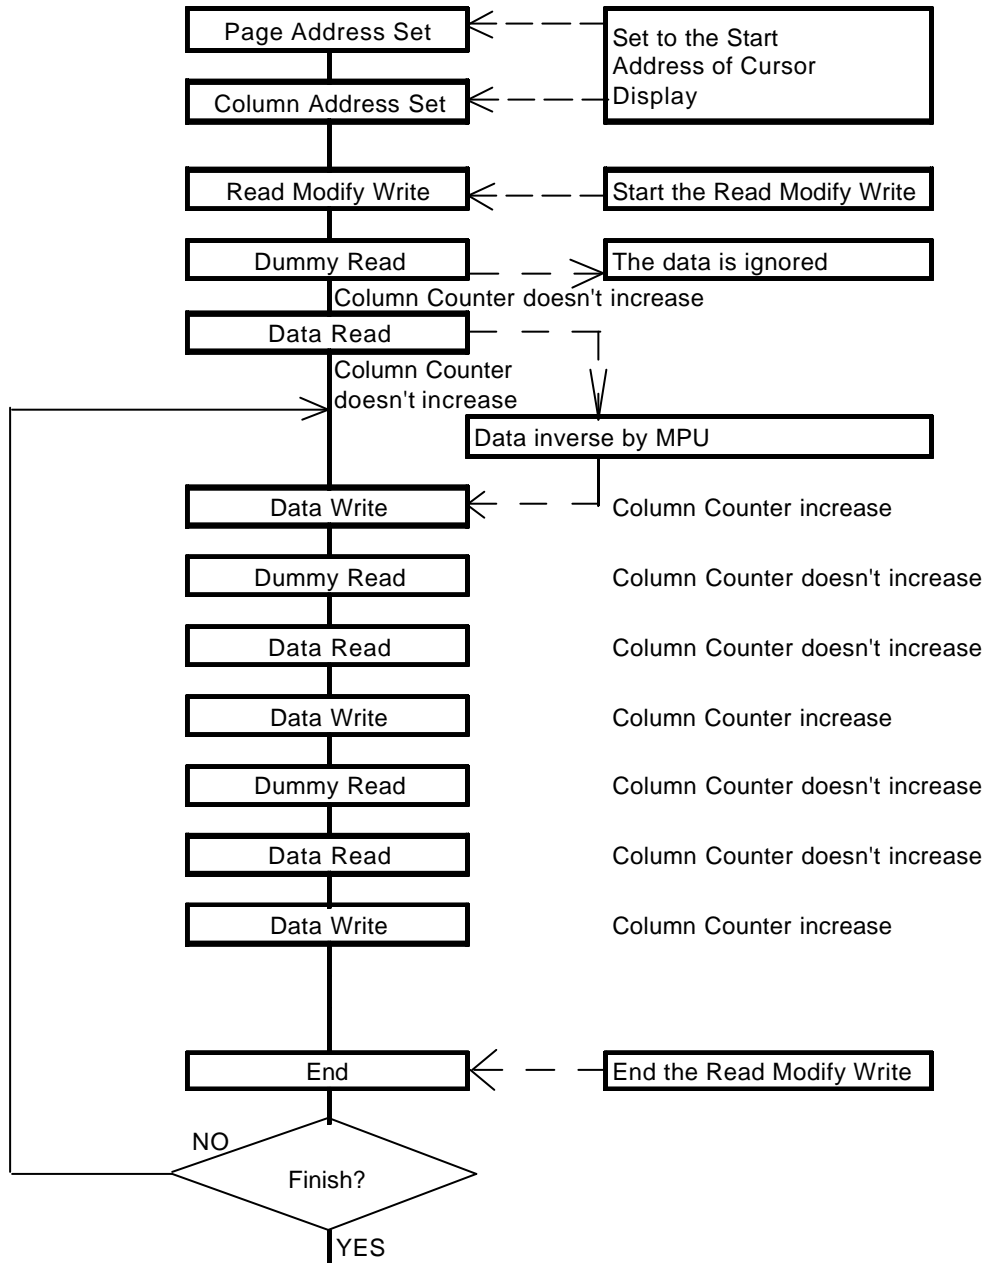 Page Address Set
Set to the Start
Address of Cursor
Display
Column Address Set
Read Modify Write
Start the Read Modify Write
Dummy Read
The data is ignored
Column Counter doesn't increase
Data Read
Column Counter
doesn't increase
Data inverse by MPU
Data Write
Column Counter increase
Dummy Read
Column Counter doesn't increase
Data Read
Column Counter doesn't increase
Data Write
Column Counter increase
Dummy Read
Column Counter doesn't increase
Data Read
Column Counter doesn't increase
Data Write
Column Counter increase
End
End the Read Modify Write
NO
Finish?
YES